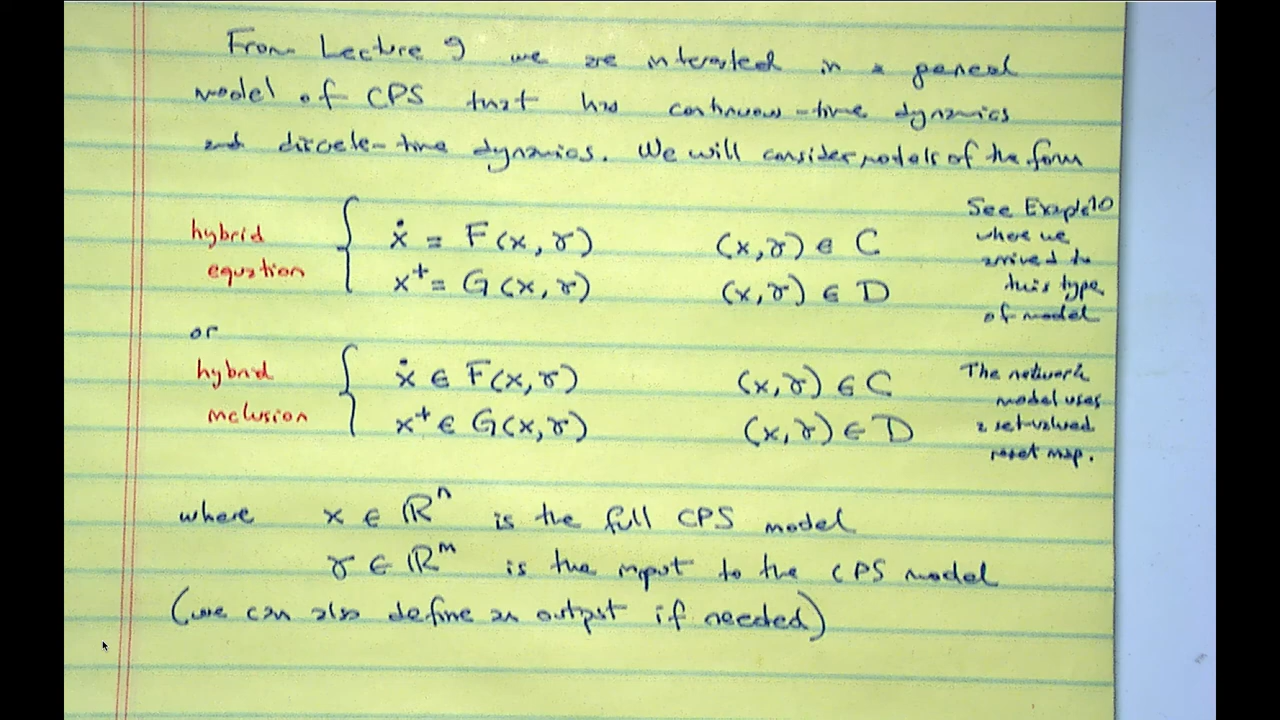 From Lecture 9 we are interested in a general
model of CPS that has continuous-time dynamics
and discrete-time dynamics. We will consider models of the form
hybrid equation
ẋ = F(x, γ) (x, γ) ∈ C
x⁺ = G(x, γ) (x, γ) ∈ D
See Example 10
where we
arrived to
this type
of model
or
hybrid inclusion
ẋ ∈ F(x, γ) (x, γ) ∈ C
x⁺ ∈ G(x, γ) (x, γ) ∈ D
The network
model uses
a set-valued
reset map.
where x ∈ ℝⁿ is the full CPS model
γ ∈ ℝᵐ is the input to the CPS model
(we can also define an output if needed)